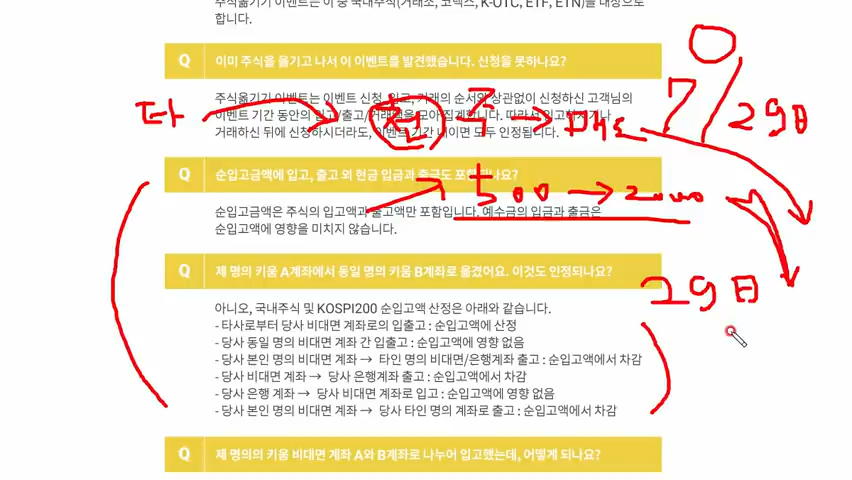 주식옮기기 이벤트는 이 중 국내주식(거래소, 코넥스, K-OTC, ETF, ETN)을 대상으로
합니다.
Q 이미 주식을 옮기고 나서 이 이벤트를 발견했습니다. 신청을 못하나요?
주식옮기기 이벤트는 이벤트 신청, 입고, 거래의 순서와 상관없이 신청하신 고객님의
이벤트 기간 동안의 입고/출고/거래액을 모아 집계합니다. 따라서 입고하시거나
거래하신 뒤에 신청하시더라도, 이벤트 기간 내이면 모두 인정됩니다.
타
7/29日
Q 순입고금액에 입고, 출고 외 현금 입금과 출금도 포함되나요?
500 → 2000
순입고금액은 주식의 입고액과 출고액만 포함입니다. 예수금의 입금과 출금은
순입고액에 영향을 미치지 않습니다.
Q 제 명의 키움 A계좌에서 동일 명의 키움 B계좌로 옮겼어요. 이것도 인정되나요?
29日
아니오, 국내주식 및 KOSPI200 순입고액 산정은 아래와 같습니다.
- 타사로부터 당사 비대면 계좌로의 입출고 : 순입고액에 산정
- 당사 동일 명의 비대면 계좌 간 입출고 : 순입고액에 영향 없음
- 당사 본인 명의 비대면 계좌 → 타인 명의 비대면/은행계좌 출고 : 순입고액에서 차감
- 당사 비대면 계좌 → 당사 은행계좌 출고 : 순입고액에서 차감
- 당사 은행 계좌 → 당사 비대면 계좌로 입고 : 순입고액에 영향 없음
- 당사 본인 명의 비대면 계좌 → 당사 타인 명의 계좌로 출고 : 순입고액에서 차감
Q 제 명의의 키움 비대면 계좌 A와 B계좌로 나누어 입고했는데, 어떻게 되나요?